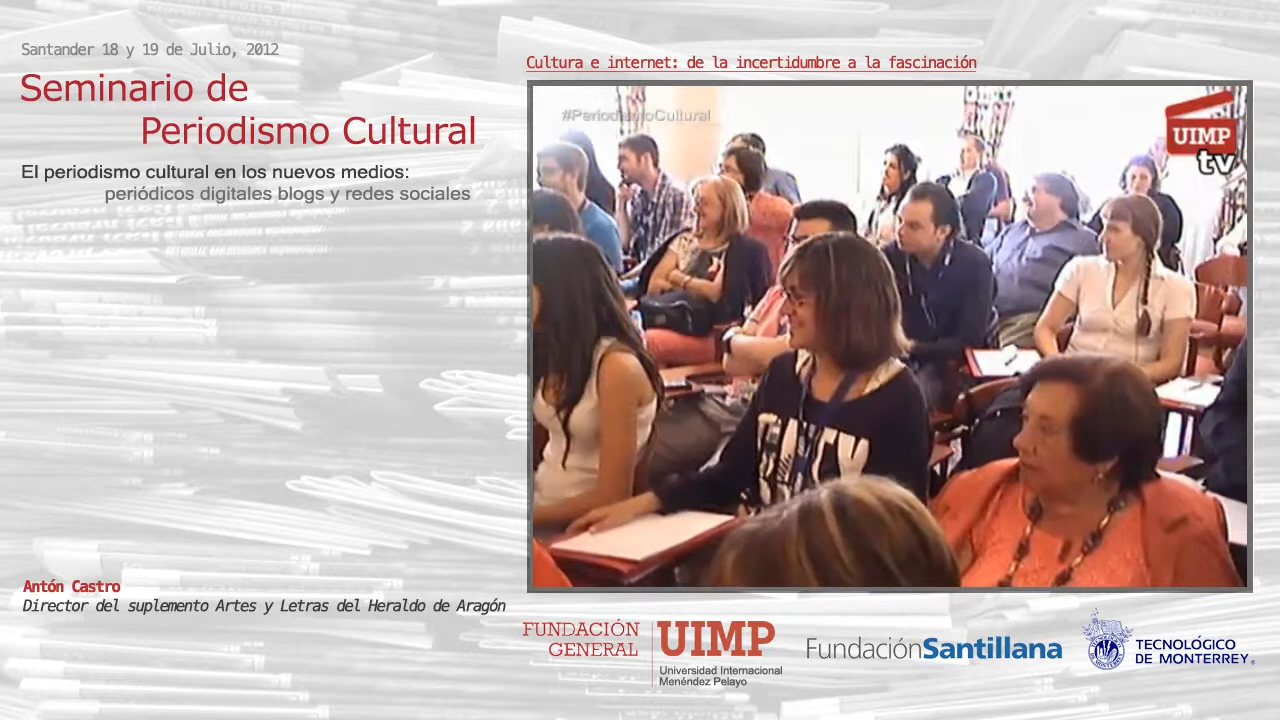 Santander 18 y 19 de Julio, 2012
Seminario de
Periodismo Cultural
El periodismo cultural en los nuevos medios:
periódicos digitales blogs y redes sociales
Cultura e internet: de la incertidumbre a la fascinación
#PeriodismoCultural
UIMP
tv
Antón Castro
Director del suplemento Artes y Letras del Heraldo de Aragón
FUNDACIÓN
GENERAL
UIMP
Universidad Internacional
Menéndez Pelayo
FundaciónSantillana
TECNOLÓGICO
DE MONTERREY®